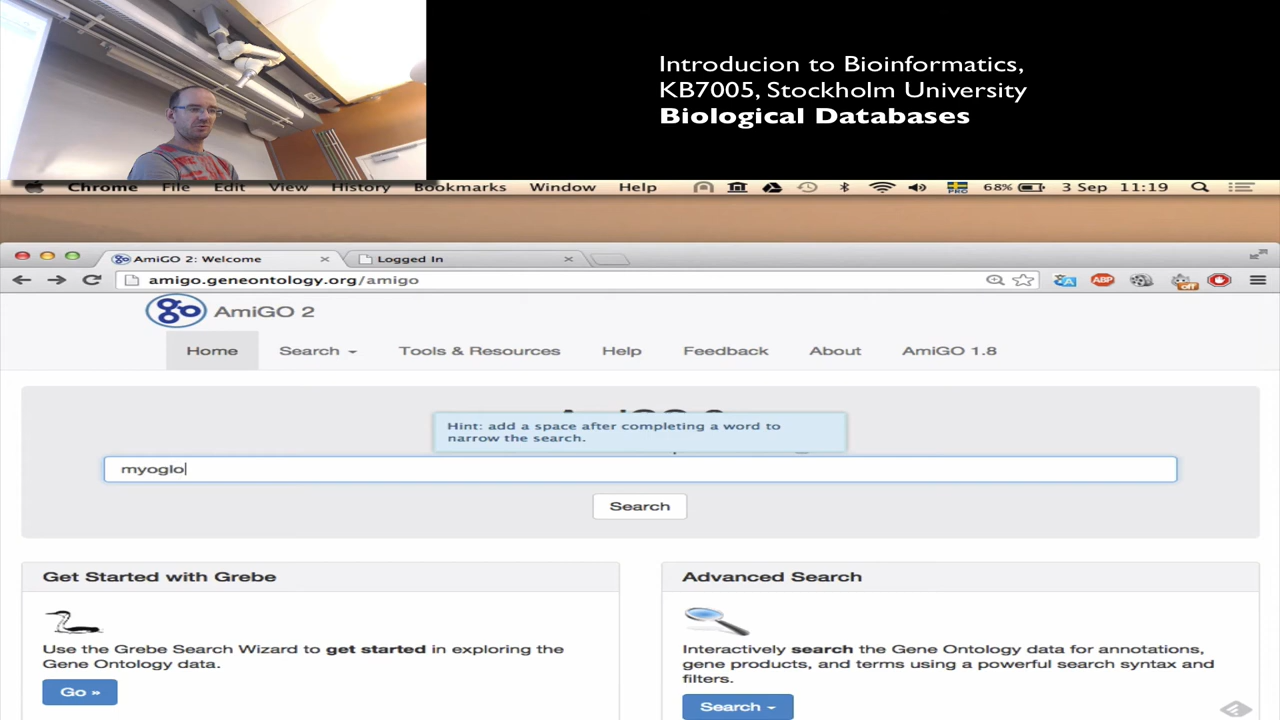 Introducion to Bioinformatics,
KB7005, Stockholm University
Biological Databases
Chrome File Edit View History Bookmarks Window Help 68% 3 Sep 11:19
AmiGO 2: Welcome Logged In
amigo.geneontology.org/amigo
go AmiGO 2
Home Search Tools & Resources Help Feedback About AmiGO 1.8
Hint: add a space after completing a word to
narrow the search.
myoglo
Search
Get Started with Grebe
Use the Grebe Search Wizard to get started in exploring the
Gene Ontology data.
Go »
Advanced Search
Interactively search the Gene Ontology data for annotations,
gene products, and terms using a powerful search syntax and
filters.
Search
ABP
off